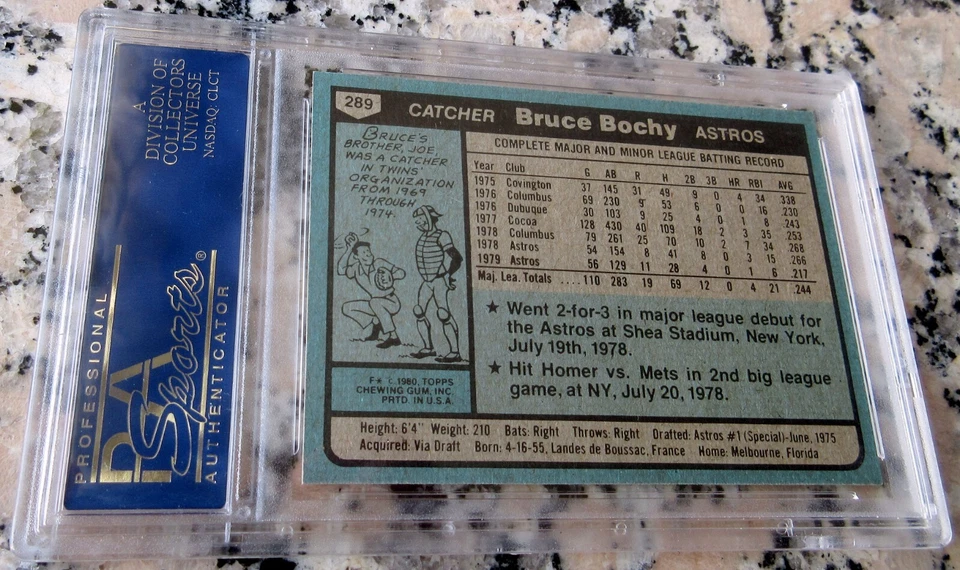 A
DIVISION OF
COLLECTORS
UNIVERSE
NASDAQ: CLCT
PROFESSIONAL
PSA
Sports®
AUTHENTICATOR
289 CATCHER Bruce Bochy ASTROS
BRUCE'S
BROTHER, JOE,
WAS A CATCHER
IN TWINS'
ORGANIZATION
FROM 1969
THROUGH
1974.
F★ c.1980, TOPPS
CHEWING GUM, INC.
PRTD. IN U.S.A.
COMPLETE MAJOR AND MINOR LEAGUE BATTING RECORD
Year Club G AB R H 2B 3B HR RBI AVG
1975 Covington 37 145 31 49 9 0 4 34 .338
1976 Columbus 69 230 9 53 6 0 0 16 .230
1976 Dubuque 30 103 9 25 4 0 1 8 .243
1977 Cocoa 128 430 40 109 18 2 3 35 .253
1978 Columbus 79 261 25 70 10 2 7 34 .268
1978 Astros 54 154 8 41 8 0 3 15 .266
1979 Astros 56 129 11 28 4 0 1 6 .217
Maj. Lea. Totals ....110 283 19 69 12 0 4 21 .244
★ Went 2-for-3 in major league debut for
the Astros at Shea Stadium, New York,
July 19th, 1978.
★ Hit Homer vs. Mets in 2nd big league
game, at NY, July 20, 1978.
Height: 6'4" Weight: 210 Bats: Right Throws: Right Drafted: Astros #1 (Special)-June, 1975
Acquired: Via Draft Born: 4-16-55, Landes de Boussac, France Home: Melbourne, Florida